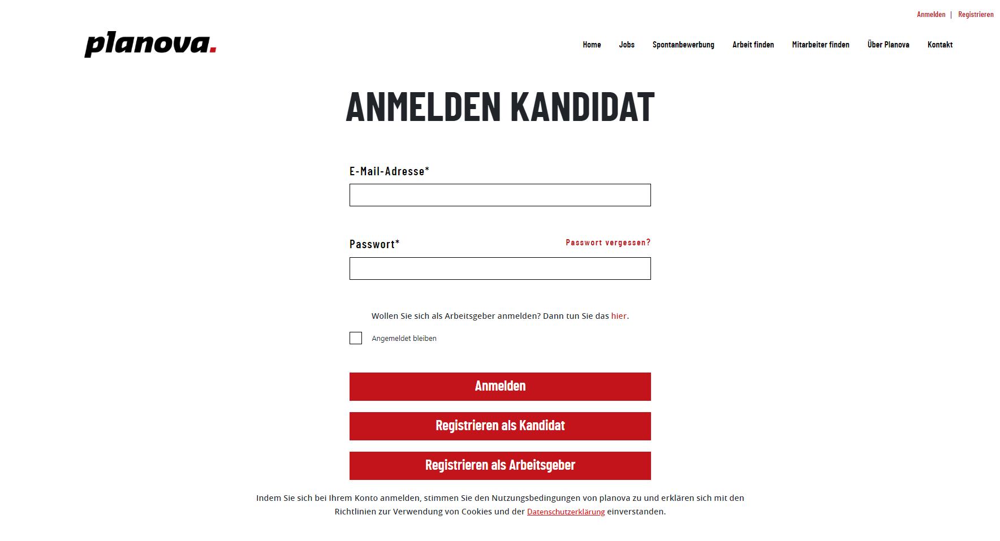 Anmelden | Registrieren
planova.
Home Jobs Spontanbewerbung Arbeit finden Mitarbeiter finden Über Planova Kontakt
ANMELDEN KANDIDAT
E-Mail-Adresse*
Passwort* Passwort vergessen?
Wollen Sie sich als Arbeitsgeber anmelden? Dann tun Sie das hier.
Angemeldet bleiben
Anmelden
Registrieren als Kandidat
Registrieren als Arbeitsgeber
Indem Sie sich bei Ihrem Konto anmelden, stimmen Sie den Nutzungsbedingungen von planova zu und erklären sich mit den
Richtlinien zur Verwendung von Cookies und der Datenschutzerklärung einverstanden.